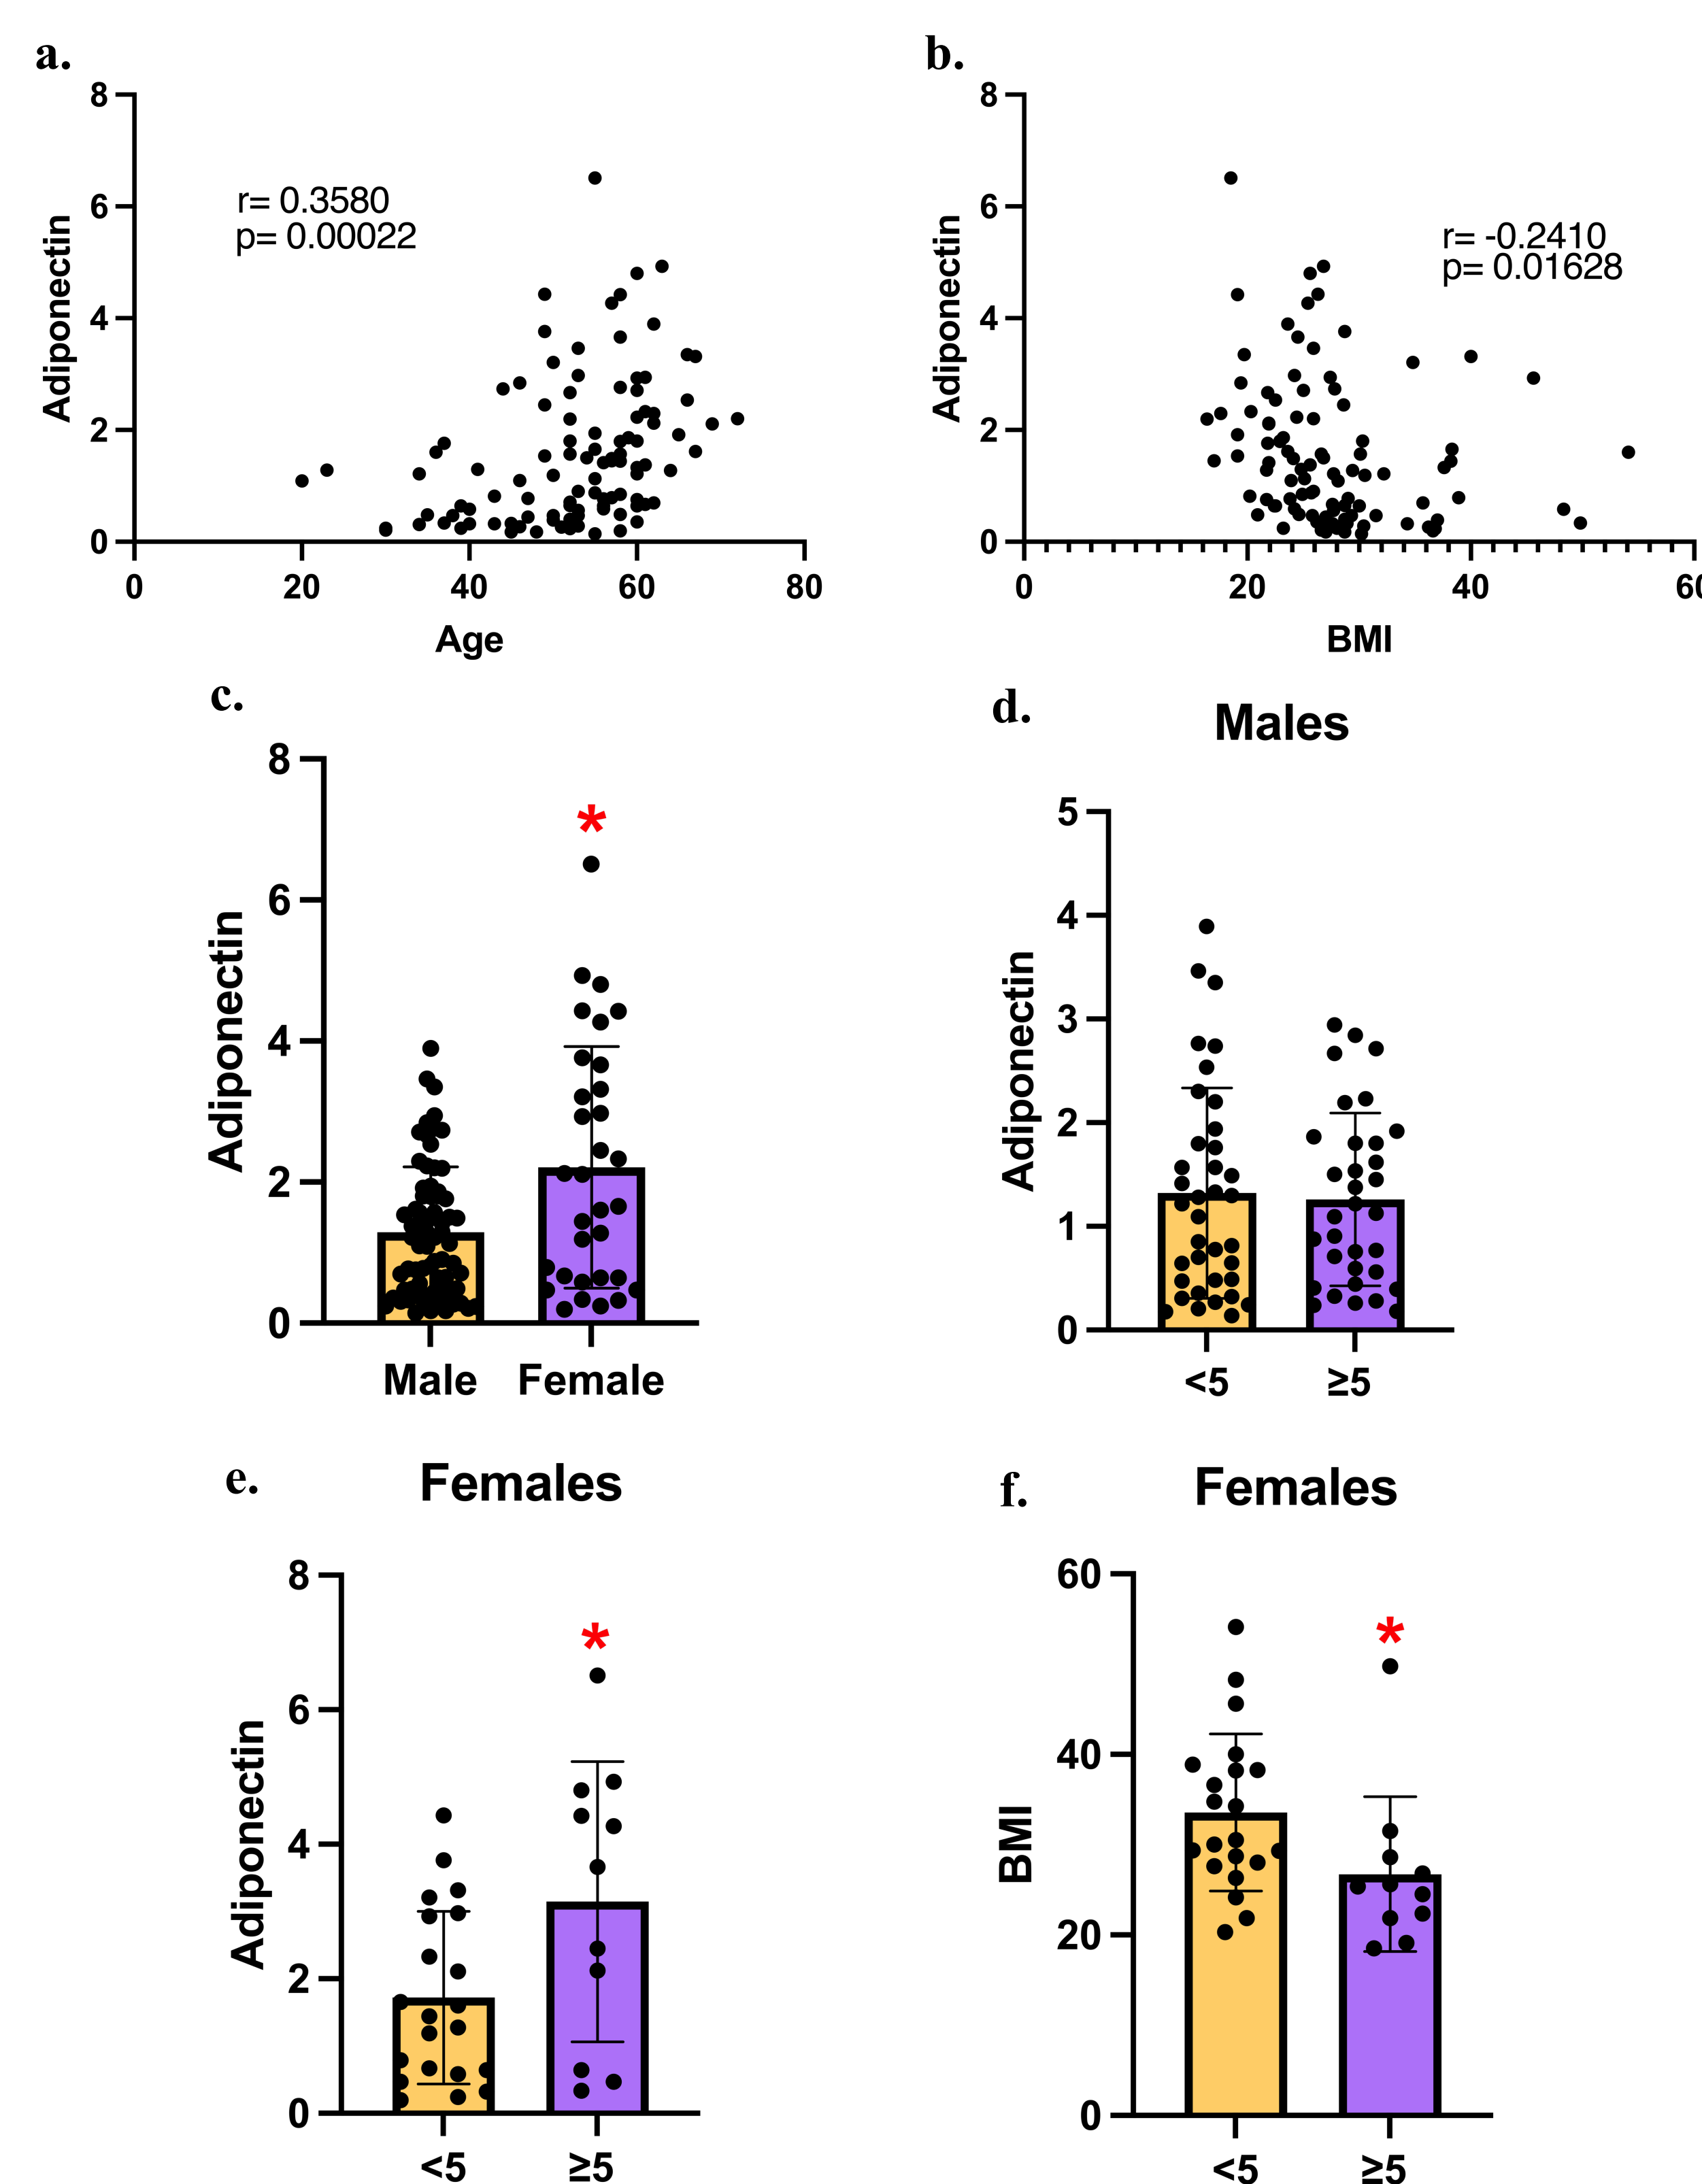 a.
8
6
4
2
0
Adiponectin
r= 0.3580
p= 0.00022
0 20 40 60 80
Age
b.
8
6
4
2
0
Adiponectin
r= -0.2410
p= 0.01628
0 20 40 60
BMI
c.
8
6
4
2
0
Adiponectin
*
Male Female
d.
Males
5
4
3
2
1
0
Adiponectin
<5 ≥5
e.
Females
8
6
4
2
0
Adiponectin
*
<5 ≥5
f.
Females
60
40
20
0
BMI
*
<5 ≥5